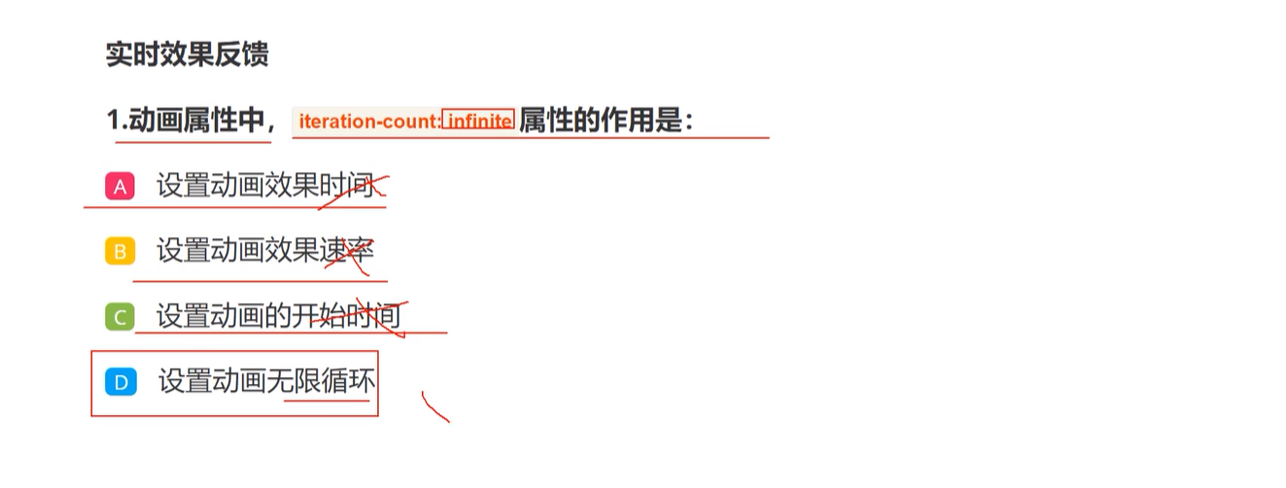 实时效果反馈
1.动画属性中， iteration-count: infinite 属性的作用是：
A 设置动画效果时间
B 设置动画效果速率
C 设置动画的开始时间
D 设置动画无限循环